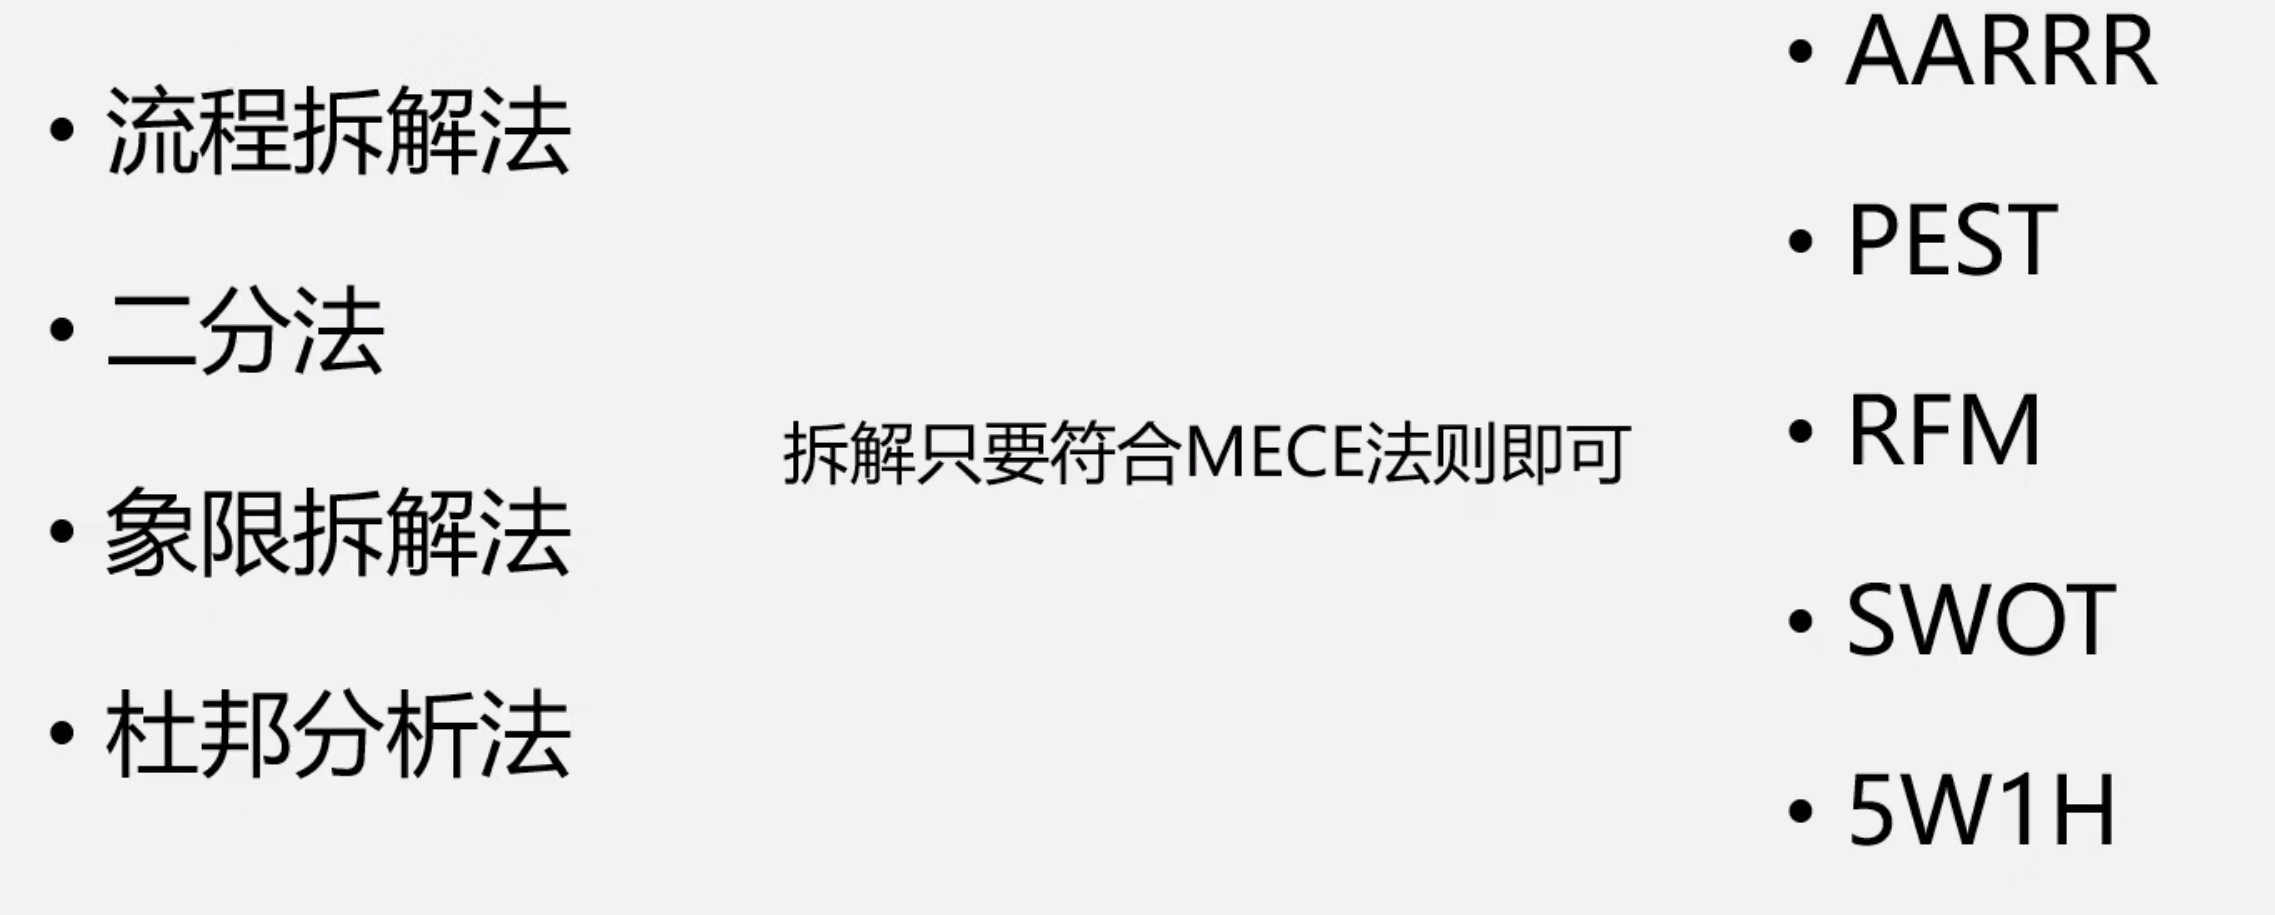 • 流程拆解法
• 二分法
• 象限拆解法
• 杜邦分析法
拆解只要符合MECE法则即可
• AARRR
• PEST
• RFM
• SWOT
• 5W1H